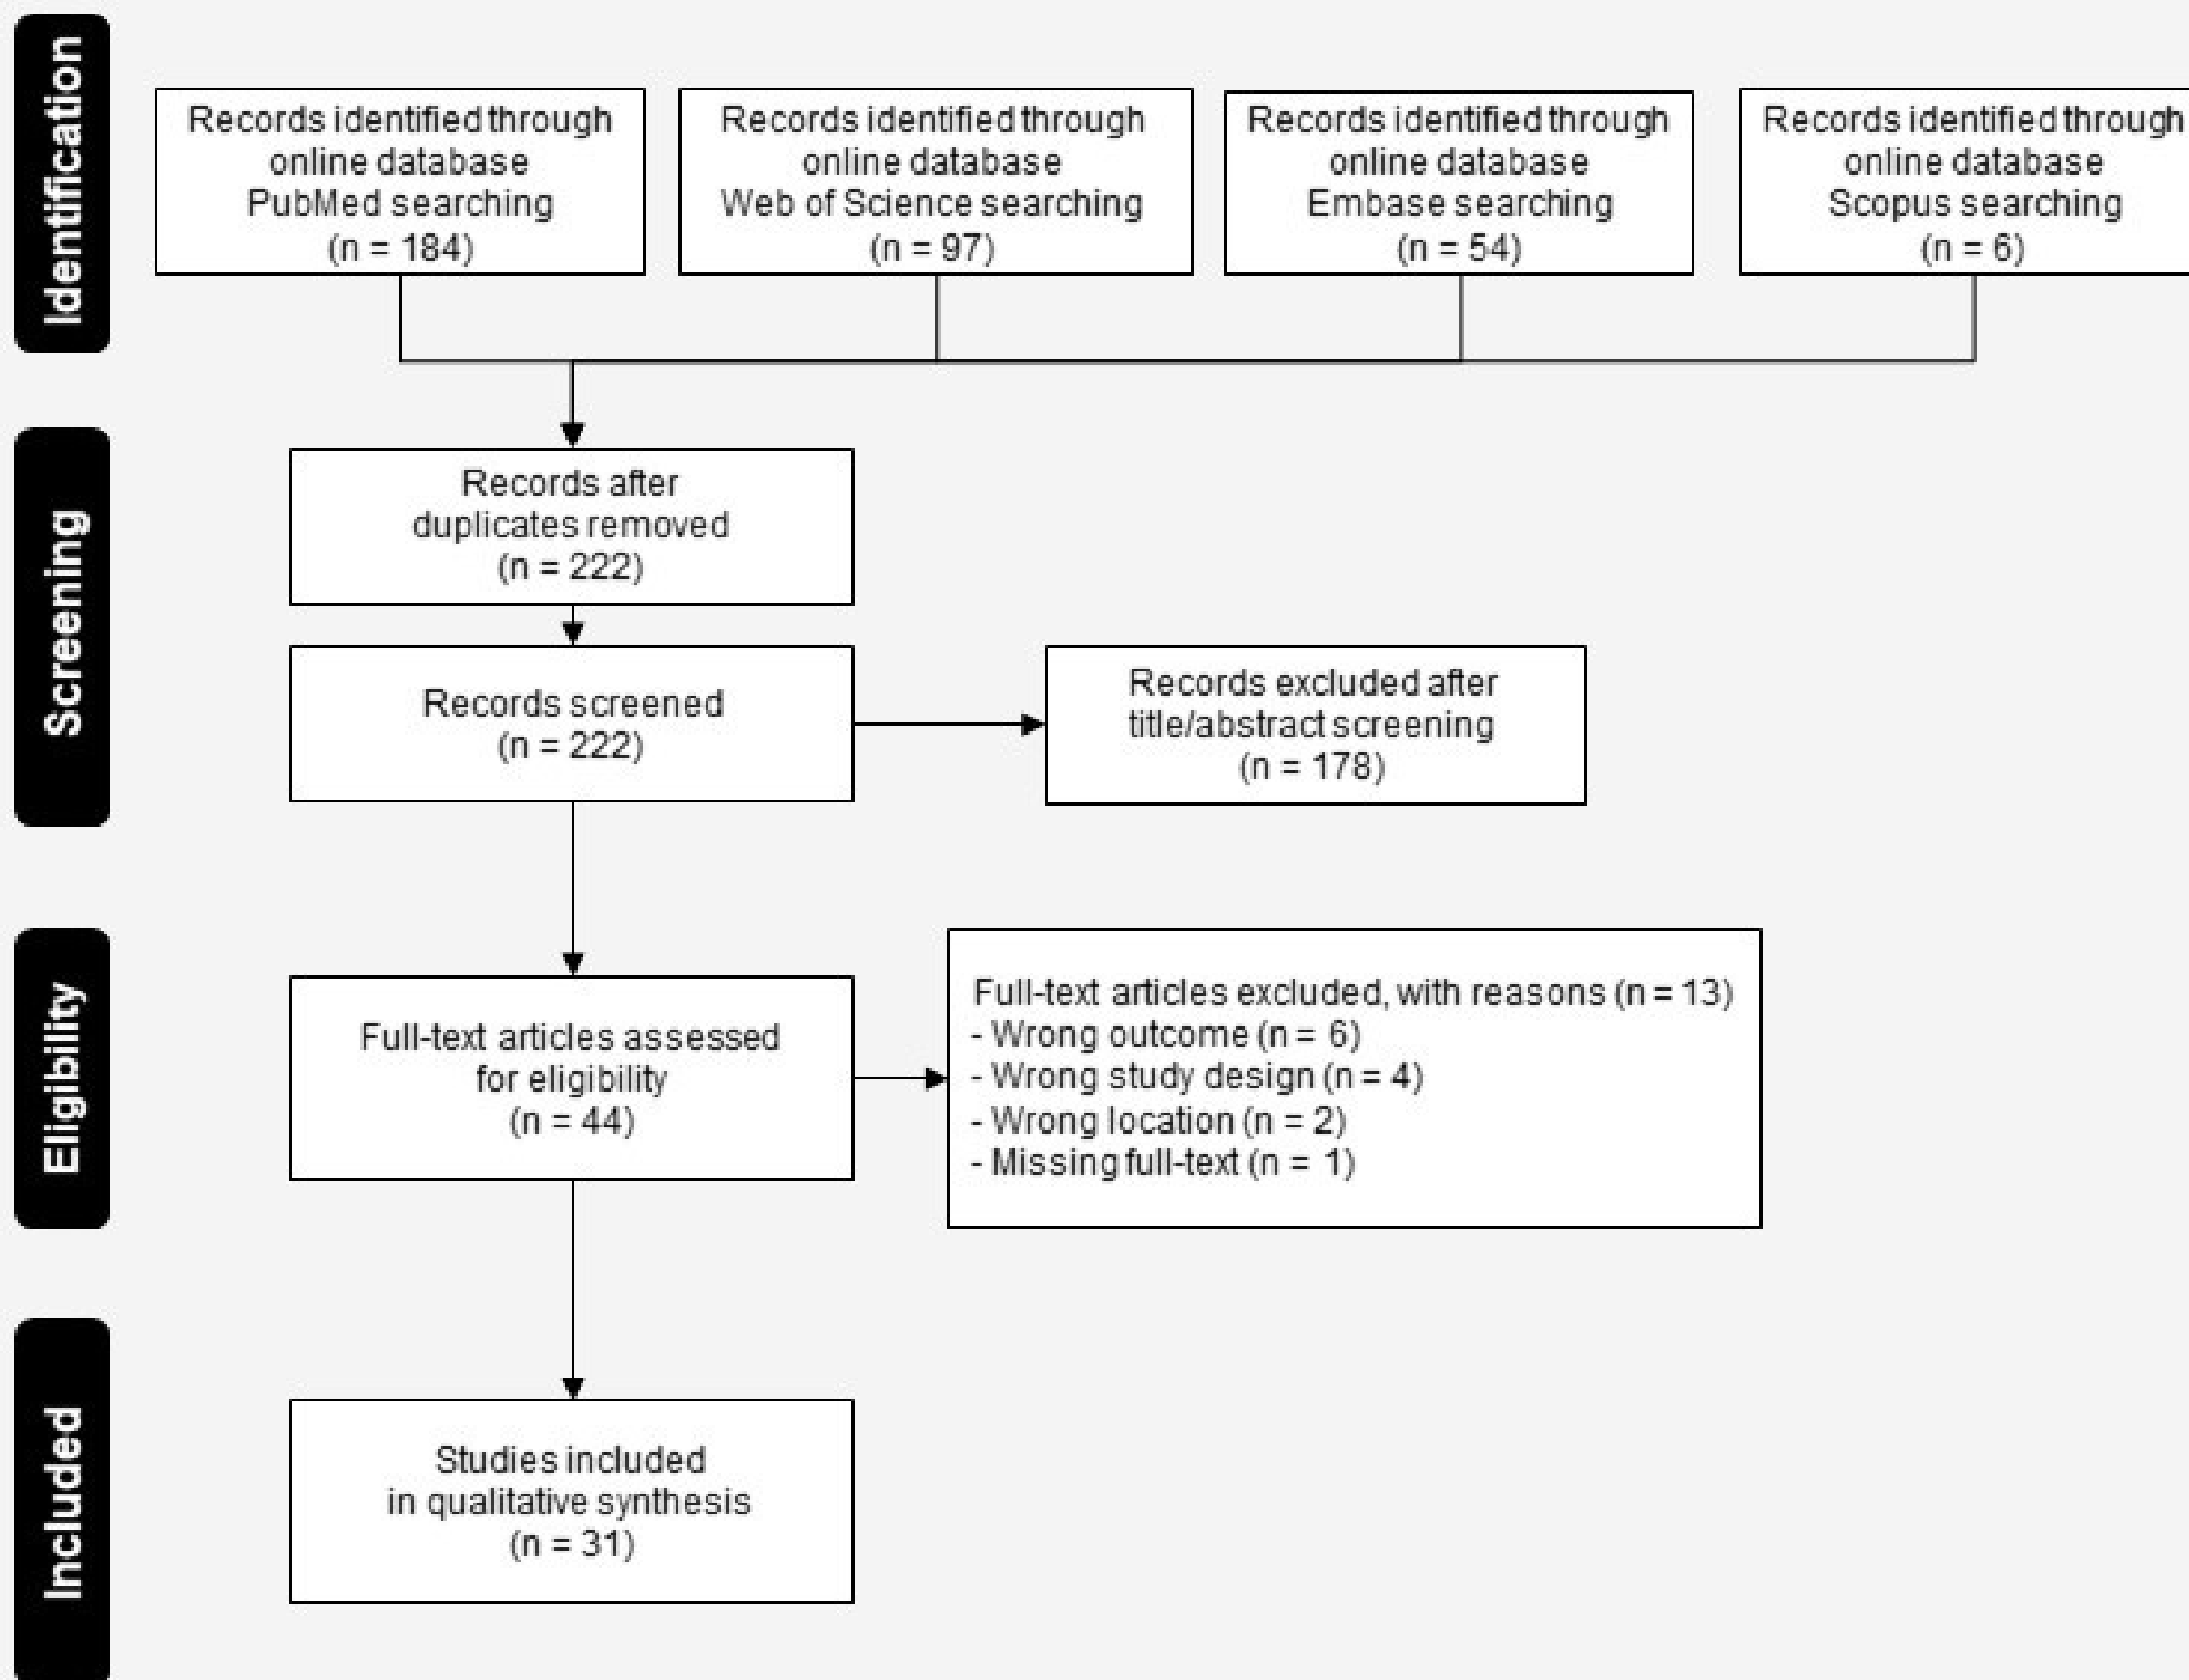 Identification
Records identified through
online database
PubMed searching
(n = 184)
Records identified through
online database
Web of Science searching
(n = 97)
Records identified through
online database
Embase searching
(n = 54)
Records identified through
online database
Scopus searching
(n = 6)
Screening
Records after
duplicates removed
(n = 222)
Records screened
(n = 222)
Records excluded after
title/abstract screening
(n = 178)
Eligibility
Full-text articles assessed
for eligibility
(n = 44)
Full-text articles excluded, with reasons (n = 13)
- Wrong outcome (n = 6)
- Wrong study design (n = 4)
- Wrong location (n = 2)
- Missing full-text (n = 1)
Included
Studies included
in qualitative synthesis
(n = 31)